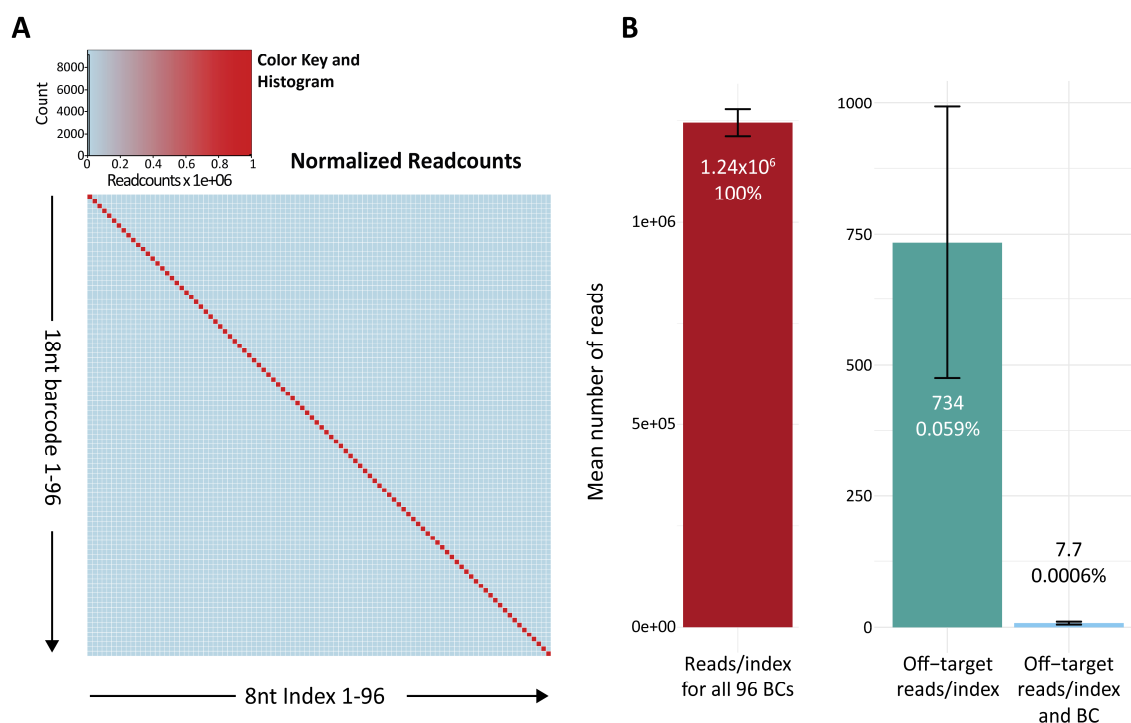 A
Color Key and
Histogram
Count
8000
6000
4000
2000
0
0 0.2 0.4 0.6 0.8 1
Readcounts x 1e+06
Normalized Readcounts
18nt barcode 1-96
8nt Index 1-96
B
Mean number of reads
1e+06
5e+05
0e+00
1.24x10⁶
100%
Reads/index
for all 96 BCs
1000
750
500
250
0
734
0.059%
7.7
0.0006%
Off−target
reads/index
Off−target
reads/index
and BC